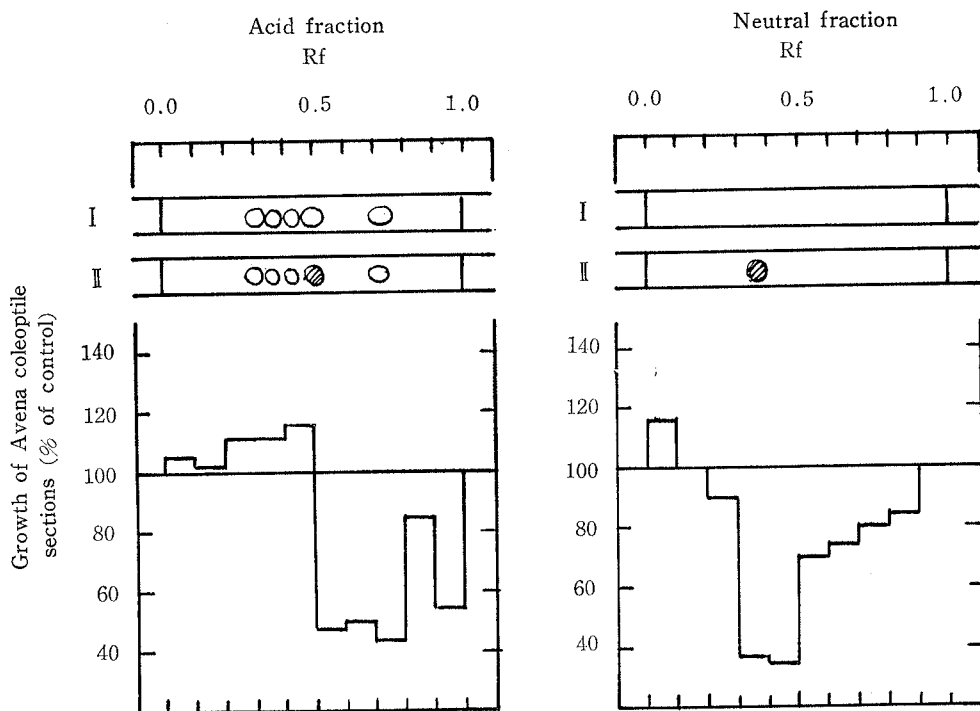 Acid fraction
Rf
0.0 0.5 1.0
I
II
Growth of Avena coleoptile
sections (% of control)
140
120
100
80
60
40
Neutral fraction
Rf
0.0 0.5 1.0
I
II
140
120
100
80
60
40